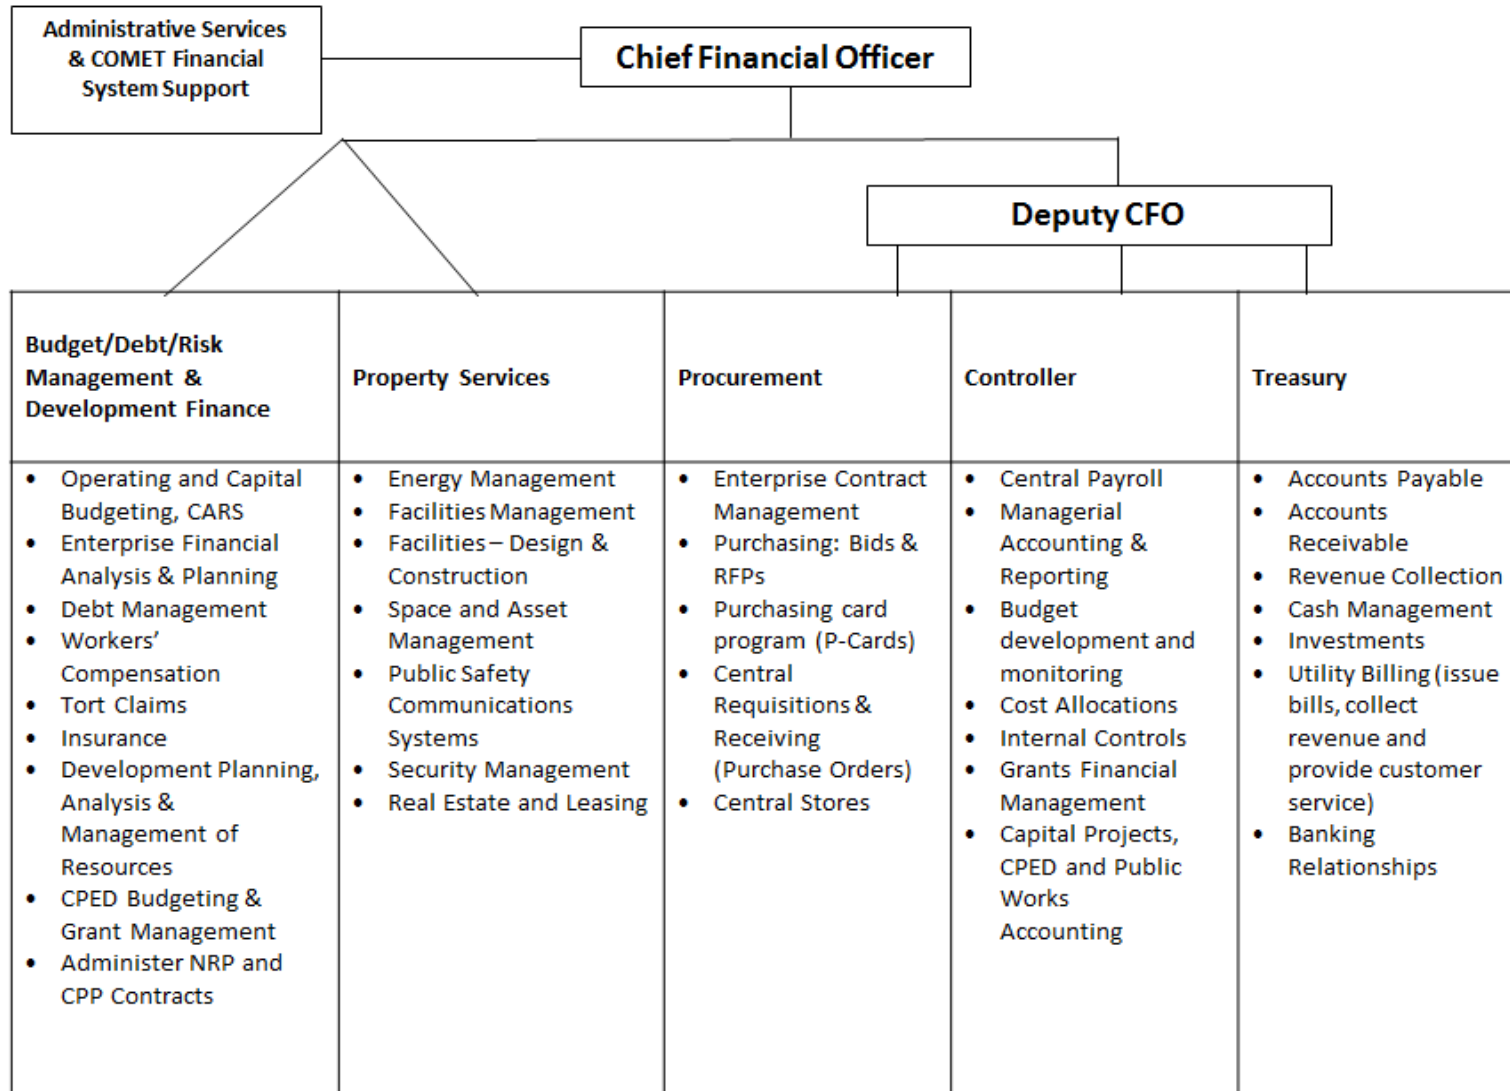 Administrative Services
& COMET Financial
System Support
Chief Financial Officer
Deputy CFO
Budget/Debt/Risk
Management &
Development Finance
Property Services
Procurement
Controller
Treasury
• Operating and Capital
Budgeting, CARS
• Enterprise Financial
Analysis & Planning
• Debt Management
• Workers’
Compensation
• Tort Claims
• Insurance
• Development Planning,
Analysis &
Management of
Resources
• CPED Budgeting &
Grant Management
• Administer NRP and
CPP Contracts
• Energy Management
• Facilities Management
• Facilities – Design &
Construction
• Space and Asset
Management
• Public Safety
Communications
Systems
• Security Management
• Real Estate and Leasing
• Enterprise Contract
Management
• Purchasing: Bids &
RFPs
• Purchasing card
program (P-Cards)
• Central
Requisitions &
Receiving
(Purchase Orders)
• Central Stores
• Central Payroll
• Managerial
Accounting &
Reporting
• Budget
development and
monitoring
• Cost Allocations
• Internal Controls
• Grants Financial
Management
• Capital Projects,
CPED and Public
Works
Accounting
• Accounts Payable
• Accounts
Receivable
• Revenue Collection
• Cash Management
• Investments
• Utility Billing (issue
bills, collect
revenue and
provide customer
service)
• Banking
Relationships